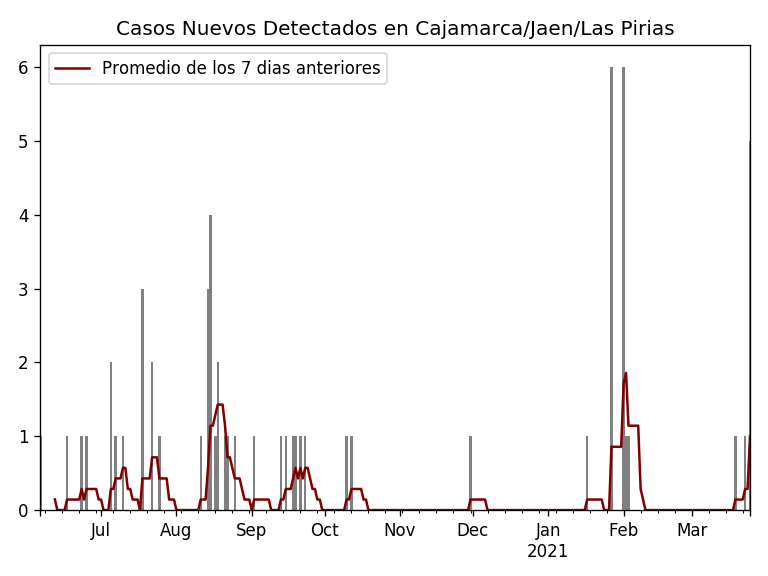 Casos Nuevos Detectados en Cajamarca/Jaen/Las Pirias
Promedio de los 7 dias anteriores
6
5
4
3
2
1
0
Jul Aug Sep Oct Nov Dec Jan Feb Mar
2021